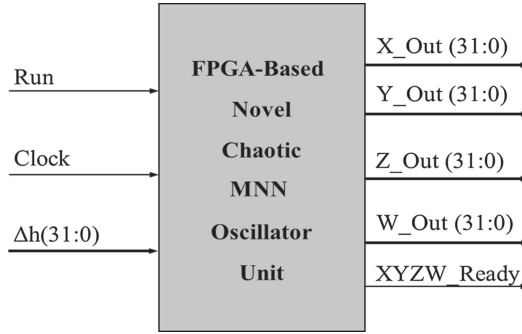 Run
Clock
Δh(31:0)
FPGA-Based
Novel
Chaotic
MNN
Oscillator
Unit
X_Out (31:0)
Y_Out (31:0)
Z_Out (31:0)
W_Out (31:0)
XYZW_Ready